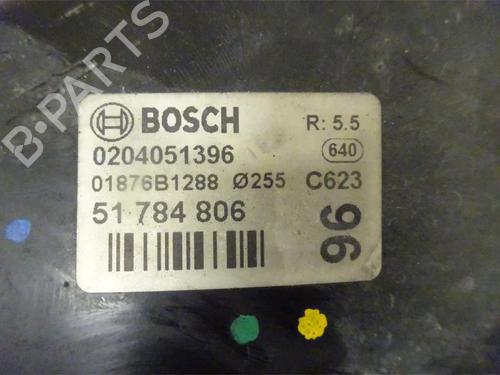 B-PARTS
BOSCH R: 5.5
0204051396 640
01876B1288 Ø255 C623
51 784 806
96